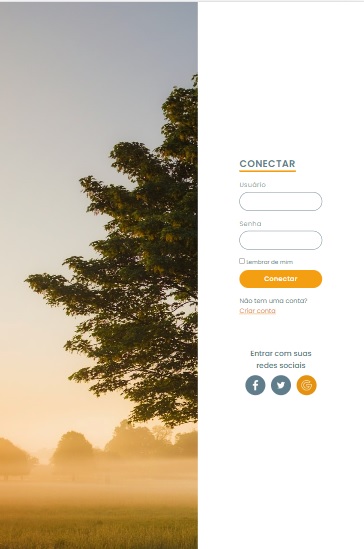 CONECTAR
Usuário
Senha
Lembrar de mim
Conectar
Não tem uma conta?
Criar conta
Entrar com suas
redes sociais